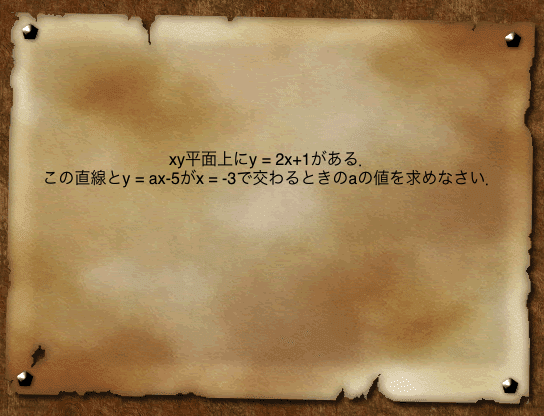 xy平面上にy = 2x+1がある.
この直線とy = ax-5がx = -3で交わるときのaの値を求めなさい.